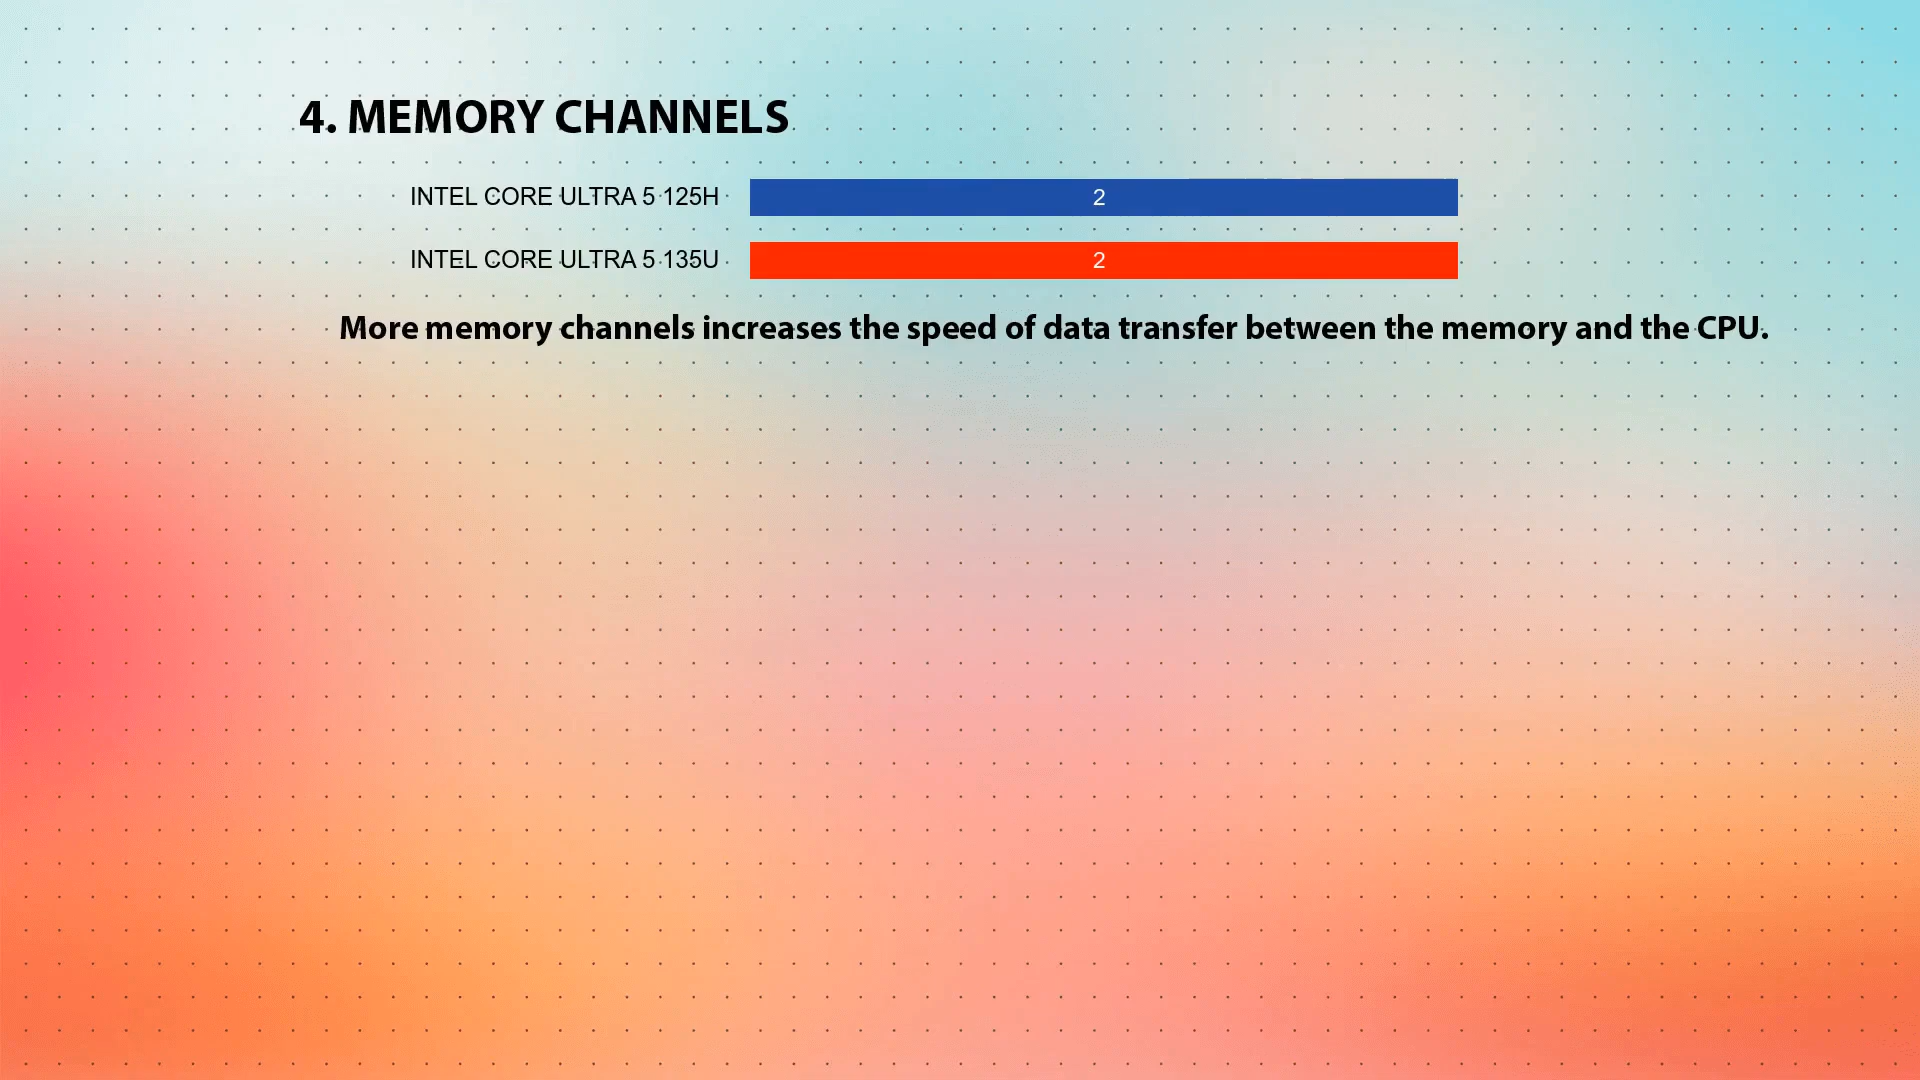 4. MEMORY CHANNELS
INTEL CORE ULTRA 5 125H
2
INTEL CORE ULTRA 5 135U
2
More memory channels increases the speed of data transfer between the memory and the CPU.